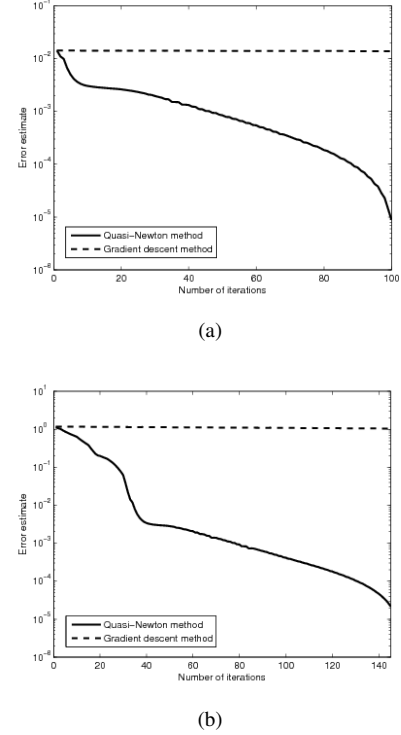 10⁻¹
10⁻²
10⁻³
10⁻⁴
10⁻⁵
10⁻⁶
Error estimate
Quasi−Newton method
Gradient descent method
0 20 40 60 80 100
Number of iterations
(a)
10¹
10⁰
10⁻¹
10⁻²
10⁻³
10⁻⁴
10⁻⁵
10⁻⁶
Error estimate
Quasi−Newton method
Gradient descent method
0 20 40 60 80 100 120 140
Number of iterations
(b)